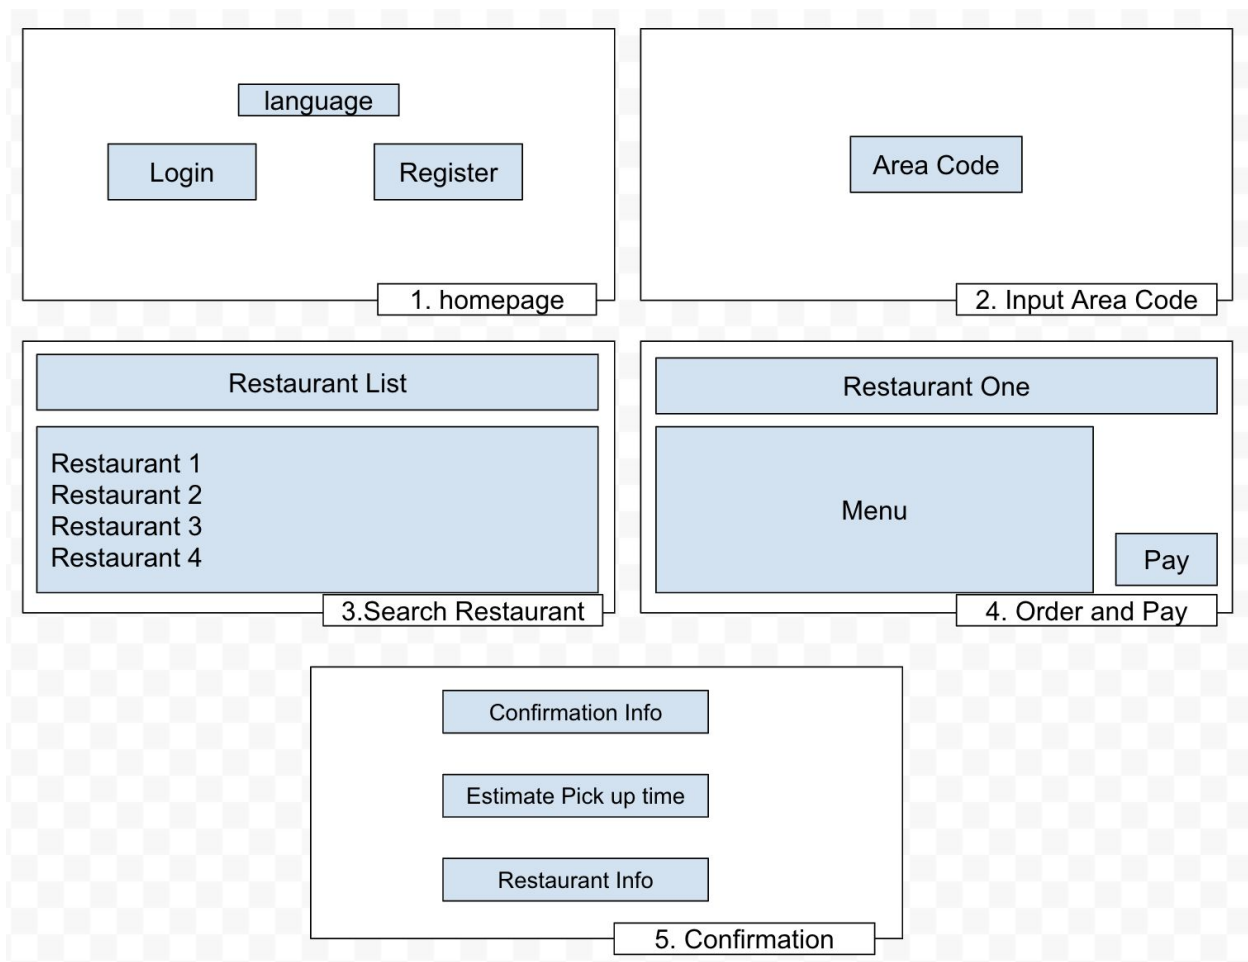 language
Login
Register
1. homepage
Area Code
2. Input Area Code
Restaurant List
Restaurant 1
Restaurant 2
Restaurant 3
Restaurant 4
3.Search Restaurant
Restaurant One
Menu
Pay
4. Order and Pay
Confirmation Info
Estimate Pick up time
Restaurant Info
5. Confirmation